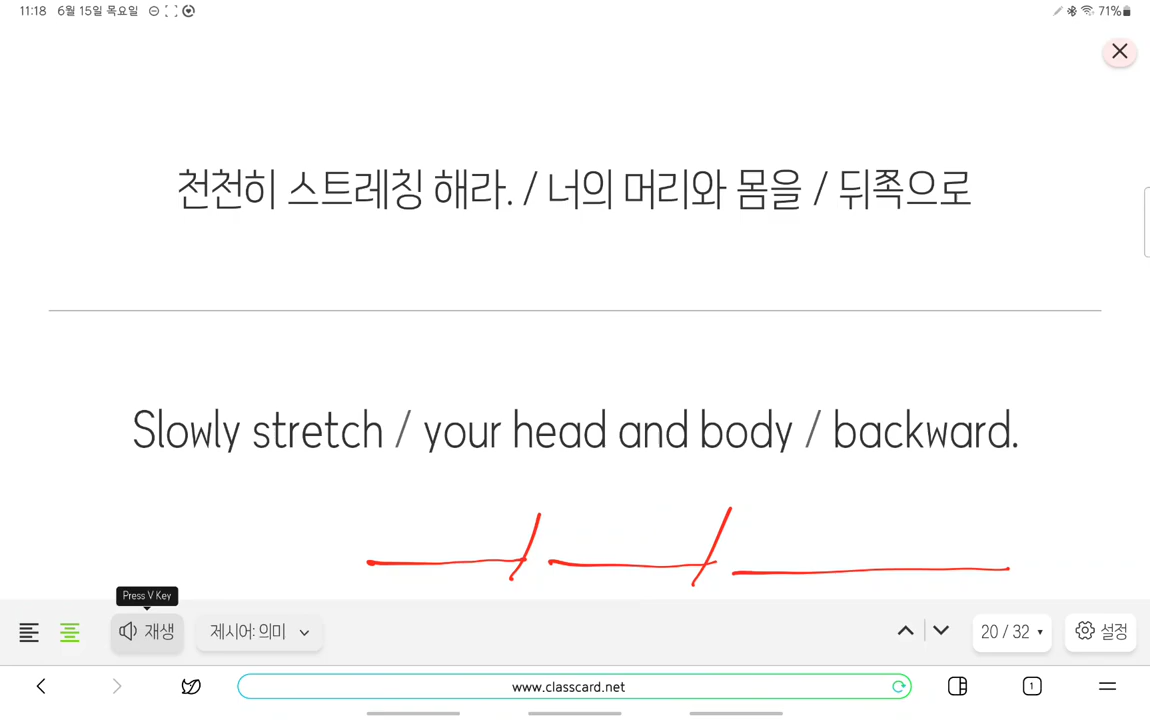 11:18 6월 15일 목요일 71%
천천히 스트레칭 해라. / 너의 머리와 몸을 / 뒤쪽으로
Slowly stretch / your head and body / backward.
Press V Key
재생 제시어: 의미 20 / 32 설정
www.classcard.net 1